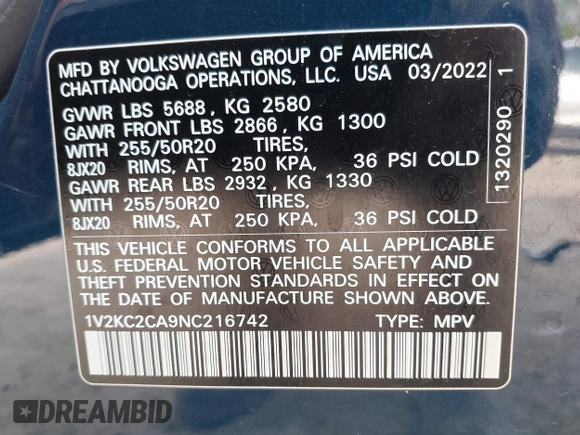 MFD BY VOLKSWAGEN GROUP OF AMERICA
CHATTANOOGA OPERATIONS, LLC. USA 03/2022
GVWR LBS 5688, KG 2580
GAWR FRONT LBS 2866, KG 1300
WITH 255/50R20 TIRES,
8JX20 RIMS, AT 250 KPA, 36 PSI COLD
GAWR REAR LBS 2932, KG 1330
WITH 255/50R20 TIRES,
8JX20 RIMS, AT 250 KPA, 36 PSI COLD
THIS VEHICLE CONFORMS TO ALL APPLICABLE
U.S. FEDERAL MOTOR VEHICLE SAFETY AND
THEFT PREVENTION STANDARDS IN EFFECT ON
THE DATE OF MANUFACTURE SHOWN ABOVE.
1V2KC2CA9NC216742 TYPE: MPV
1320290 1
DREAMBID